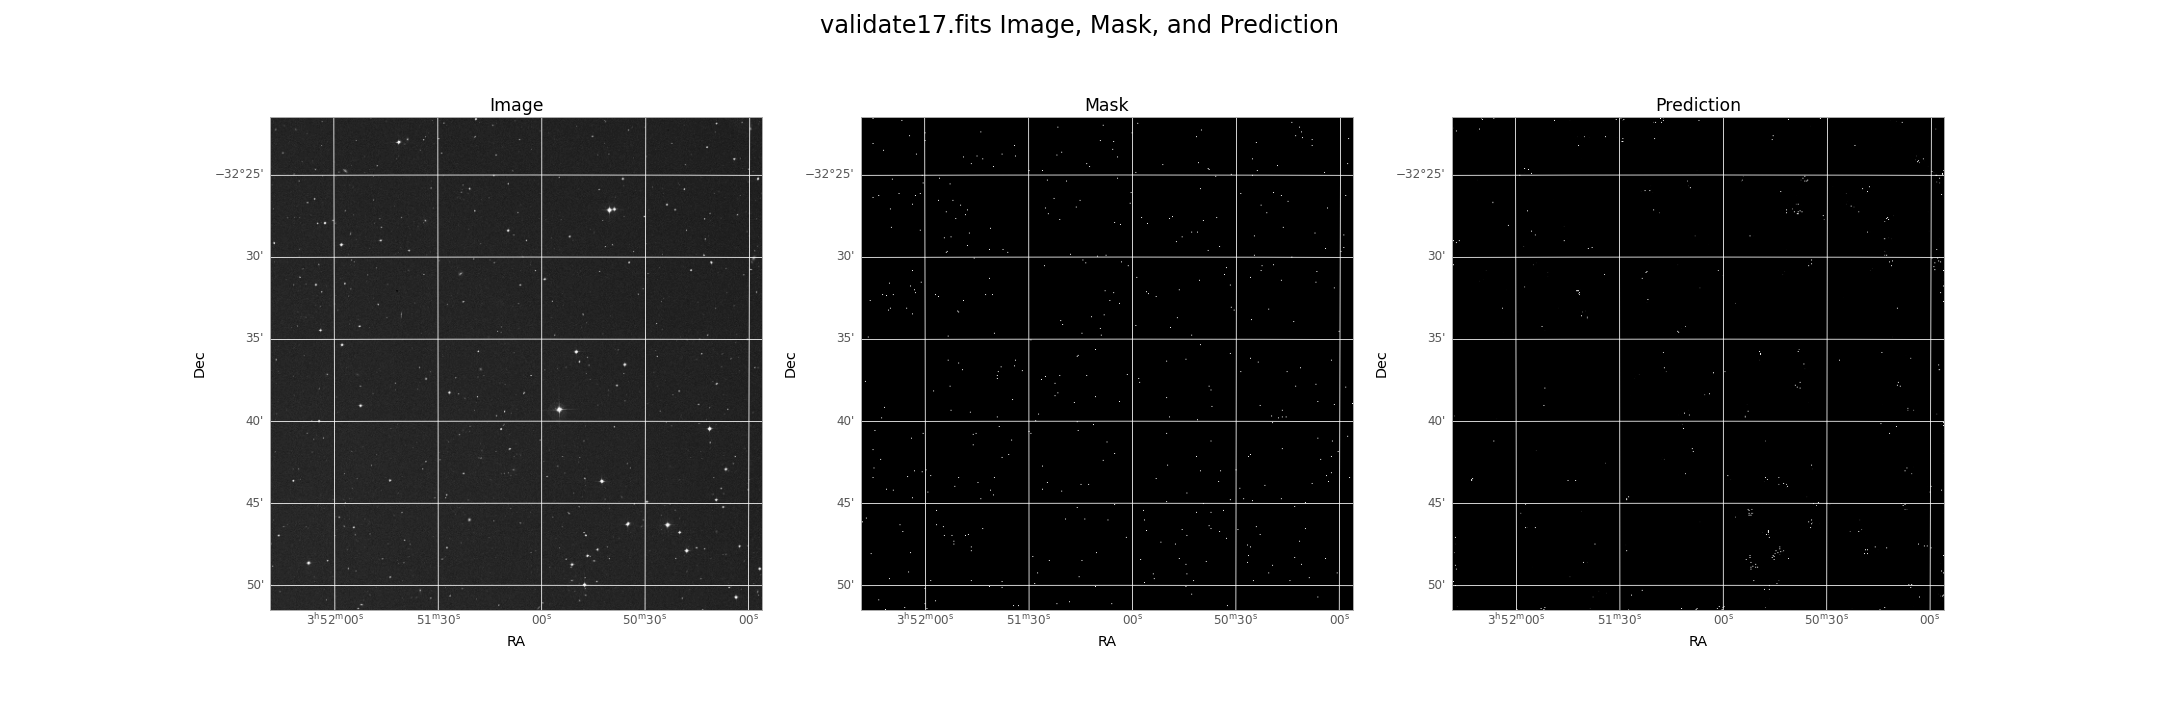 validate17.fits Image, Mask, and Prediction
Image
−32°25'
30'
35'
40'
45'
50'
Dec
3ʰ52ᵐ00ˢ 51ᵐ30ˢ 00ˢ 50ᵐ30ˢ 00ˢ
RA
Mask
−32°25'
30'
35'
40'
45'
50'
Dec
3ʰ52ᵐ00ˢ 51ᵐ30ˢ 00ˢ 50ᵐ30ˢ 00ˢ
RA
Prediction
−32°25'
30'
35'
40'
45'
50'
Dec
3ʰ52ᵐ00ˢ 51ᵐ30ˢ 00ˢ 50ᵐ30ˢ 00ˢ
RA